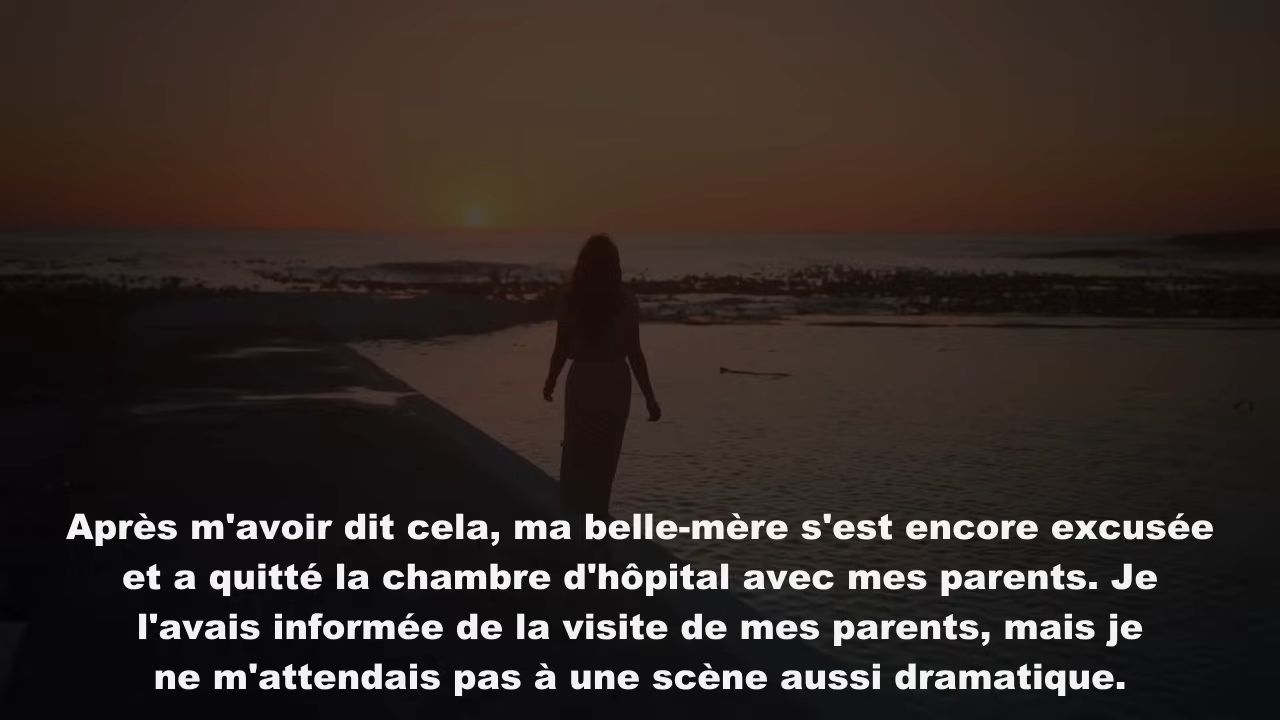 Après m'avoir dit cela, ma belle-mère s'est encore excusée
et a quitté la chambre d'hôpital avec mes parents. Je
l'avais informée de la visite de mes parents, mais je
ne m'attendais pas à une scène aussi dramatique.